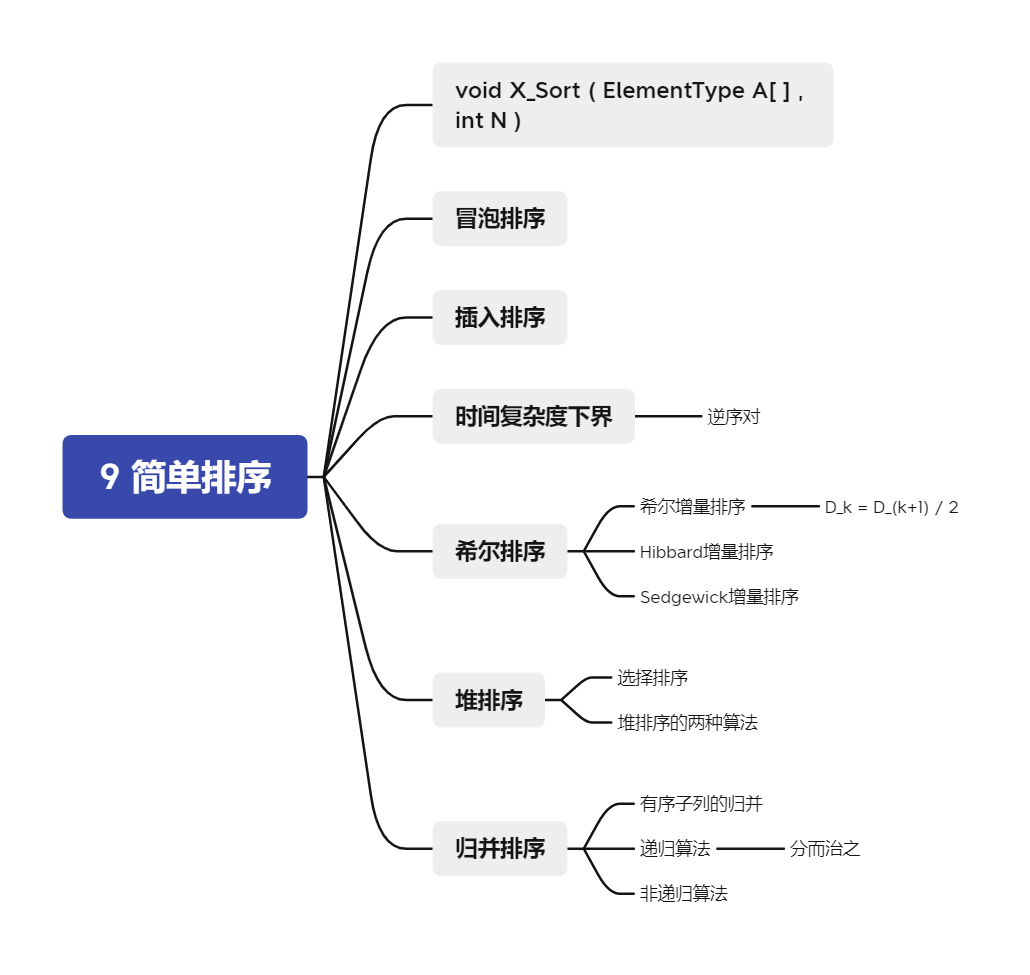 void X_Sort ( ElementType A[ ] ,
int N )
冒泡排序
插入排序
时间复杂度下界
逆序对
9 简单排序
希尔排序
希尔增量排序
D_k = D_(k+1) / 2
Hibbard增量排序
Sedgewick增量排序
堆排序
选择排序
堆排序的两种算法
归并排序
有序子列的归并
递归算法
分而治之
非递归算法